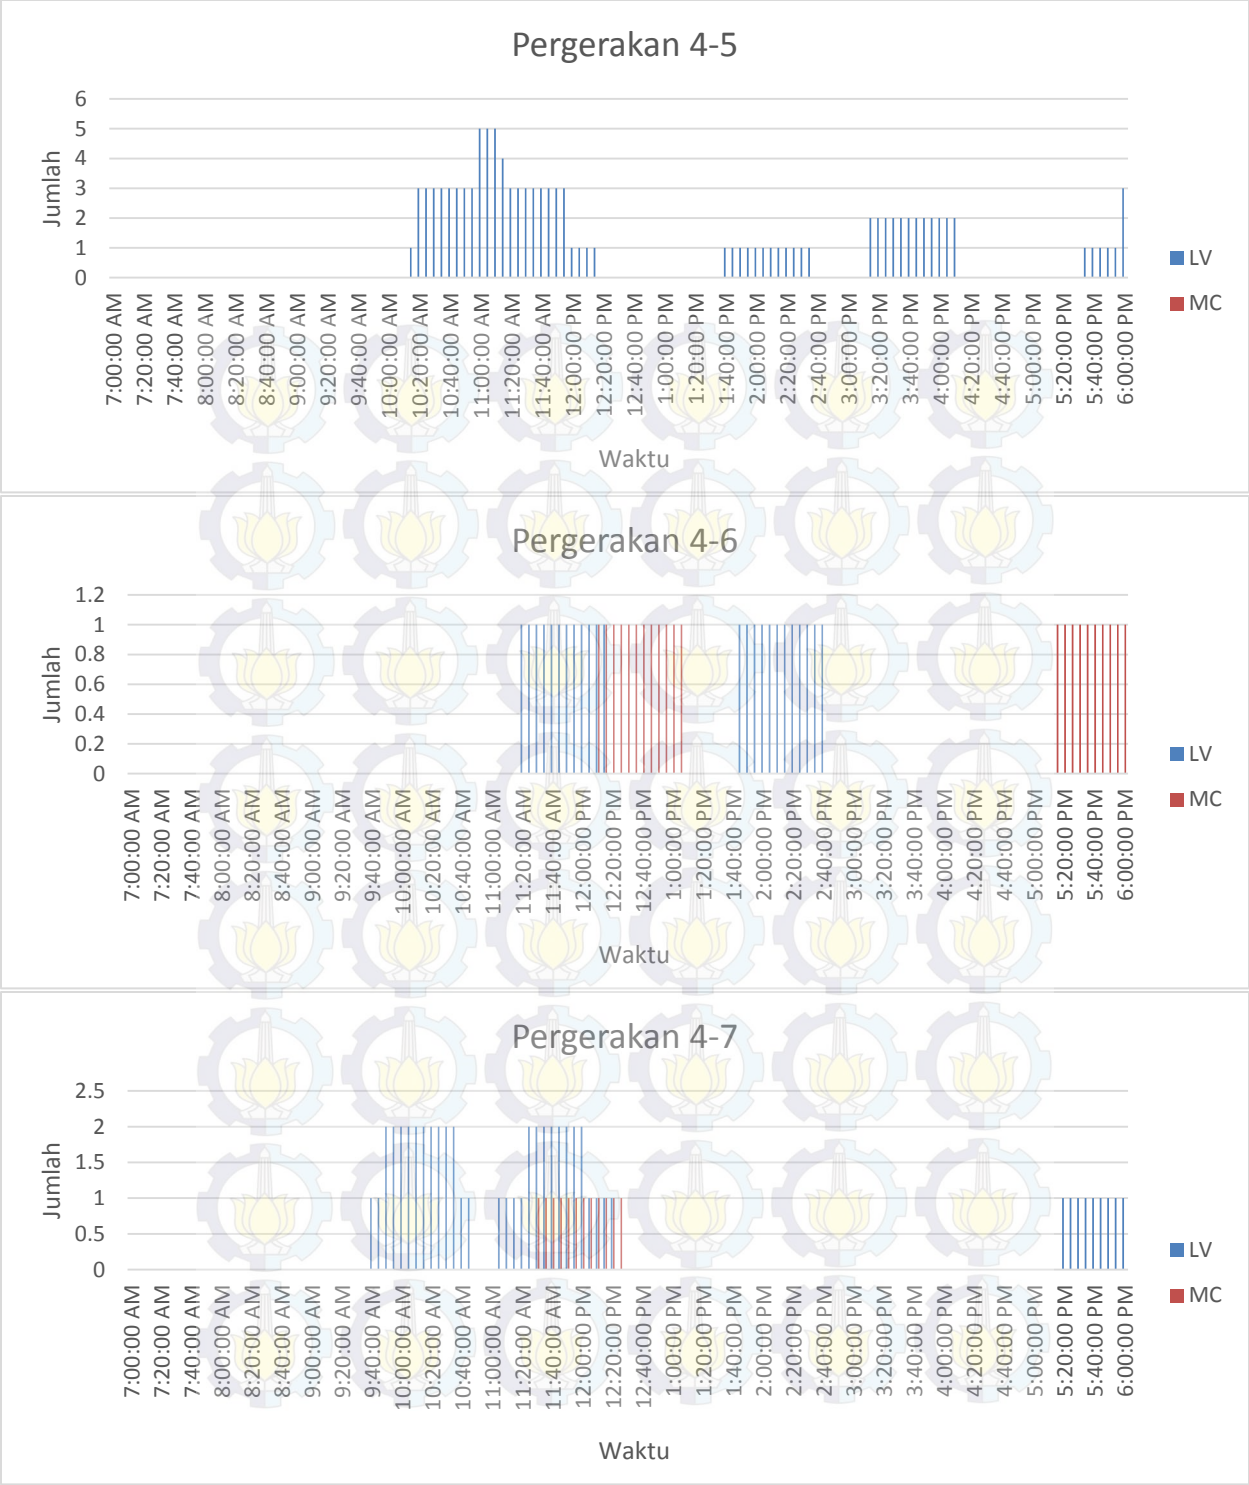 Pergerakan 4-5
6
5
4
3
2
1
0
Jumlah
7:00:00 AM
7:20:00 AM
7:40:00 AM
8:00:00 AM
8:20:00 AM
8:40:00 AM
9:00:00 AM
9:20:00 AM
9:40:00 AM
10:00:00 AM
10:20:00 AM
10:40:00 AM
11:00:00 AM
11:20:00 AM
11:40:00 AM
12:00:00 PM
12:20:00 PM
12:40:00 PM
1:00:00 PM
1:20:00 PM
1:40:00 PM
2:00:00 PM
2:20:00 PM
2:40:00 PM
3:00:00 PM
3:20:00 PM
3:40:00 PM
4:00:00 PM
4:20:00 PM
4:40:00 PM
5:00:00 PM
5:20:00 PM
5:40:00 PM
6:00:00 PM
Waktu
LV
MC
Pergerakan 4-6
1.2
1
0.8
0.6
0.4
0.2
0
Jumlah
7:00:00 AM
7:20:00 AM
7:40:00 AM
8:00:00 AM
8:20:00 AM
8:40:00 AM
9:00:00 AM
9:20:00 AM
9:40:00 AM
10:00:00 AM
10:20:00 AM
10:40:00 AM
11:00:00 AM
11:20:00 AM
11:40:00 AM
12:00:00 PM
12:20:00 PM
12:40:00 PM
1:00:00 PM
1:20:00 PM
1:40:00 PM
2:00:00 PM
2:20:00 PM
2:40:00 PM
3:00:00 PM
3:20:00 PM
3:40:00 PM
4:00:00 PM
4:20:00 PM
4:40:00 PM
5:00:00 PM
5:20:00 PM
5:40:00 PM
6:00:00 PM
Waktu
LV
MC
Pergerakan 4-7
2.5
2
1.5
1
0.5
0
Jumlah
7:00:00 AM
7:20:00 AM
7:40:00 AM
8:00:00 AM
8:20:00 AM
8:40:00 AM
9:00:00 AM
9:20:00 AM
9:40:00 AM
10:00:00 AM
10:20:00 AM
10:40:00 AM
11:00:00 AM
11:20:00 AM
11:40:00 AM
12:00:00 PM
12:20:00 PM
12:40:00 PM
1:00:00 PM
1:20:00 PM
1:40:00 PM
2:00:00 PM
2:20:00 PM
2:40:00 PM
3:00:00 PM
3:20:00 PM
3:40:00 PM
4:00:00 PM
4:20:00 PM
4:40:00 PM
5:00:00 PM
5:20:00 PM
5:40:00 PM
6:00:00 PM
Waktu
LV
MC